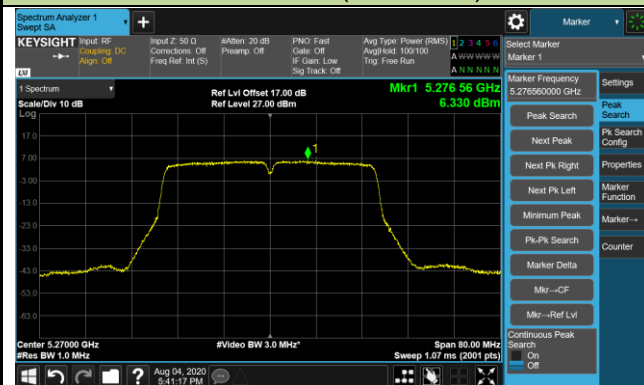 Spectrum Analyzer 1
Swept SA
+
Marker
KEYSIGHT
Input: RF
Coupling: DC
Align: Off
Input Z: 50 Ω
Corrections: Off
Freq Ref: Int (S)
#Atten: 20 dB
Preamp: Off
PNO: Fast
Gate: Off
IF Gain: Low
Sig Track: Off
Avg Type: Power (RMS)
Avg|Hold: 100/100
Trig: Free Run
1 2 3 4 5 6
A W W W W W
A N N N N N
LXI
Select Marker
Marker 1
1 Spectrum
Scale/Div 10 dB
Log
Ref Lvl Offset 17.00 dB
Ref Level 27.00 dBm
Mkr1 5.276 56 GHz
6.330 dBm
17.0
7.00
-3.00
-13.0
-23.0
-33.0
-43.0
-53.0
-63.0
1
Center 5.27000 GHz
#Res BW 1.0 MHz
#Video BW 3.0 MHz*
Span 80.00 MHz
Sweep 1.07 ms (2001 pts)
Marker Frequency
5.276560000 GHz
Peak Search
Next Peak
Next Pk Right
Next Pk Left
Minimum Peak
Pk-Pk Search
Marker Delta
Mkr→CF
Mkr→Ref Lvl
Continuous Peak
Search
On
Off
Settings
Peak
Search
Pk Search
Config
Properties
Marker
Function
Marker→
Counter
?
Aug 04, 2020
5:41:17 PM